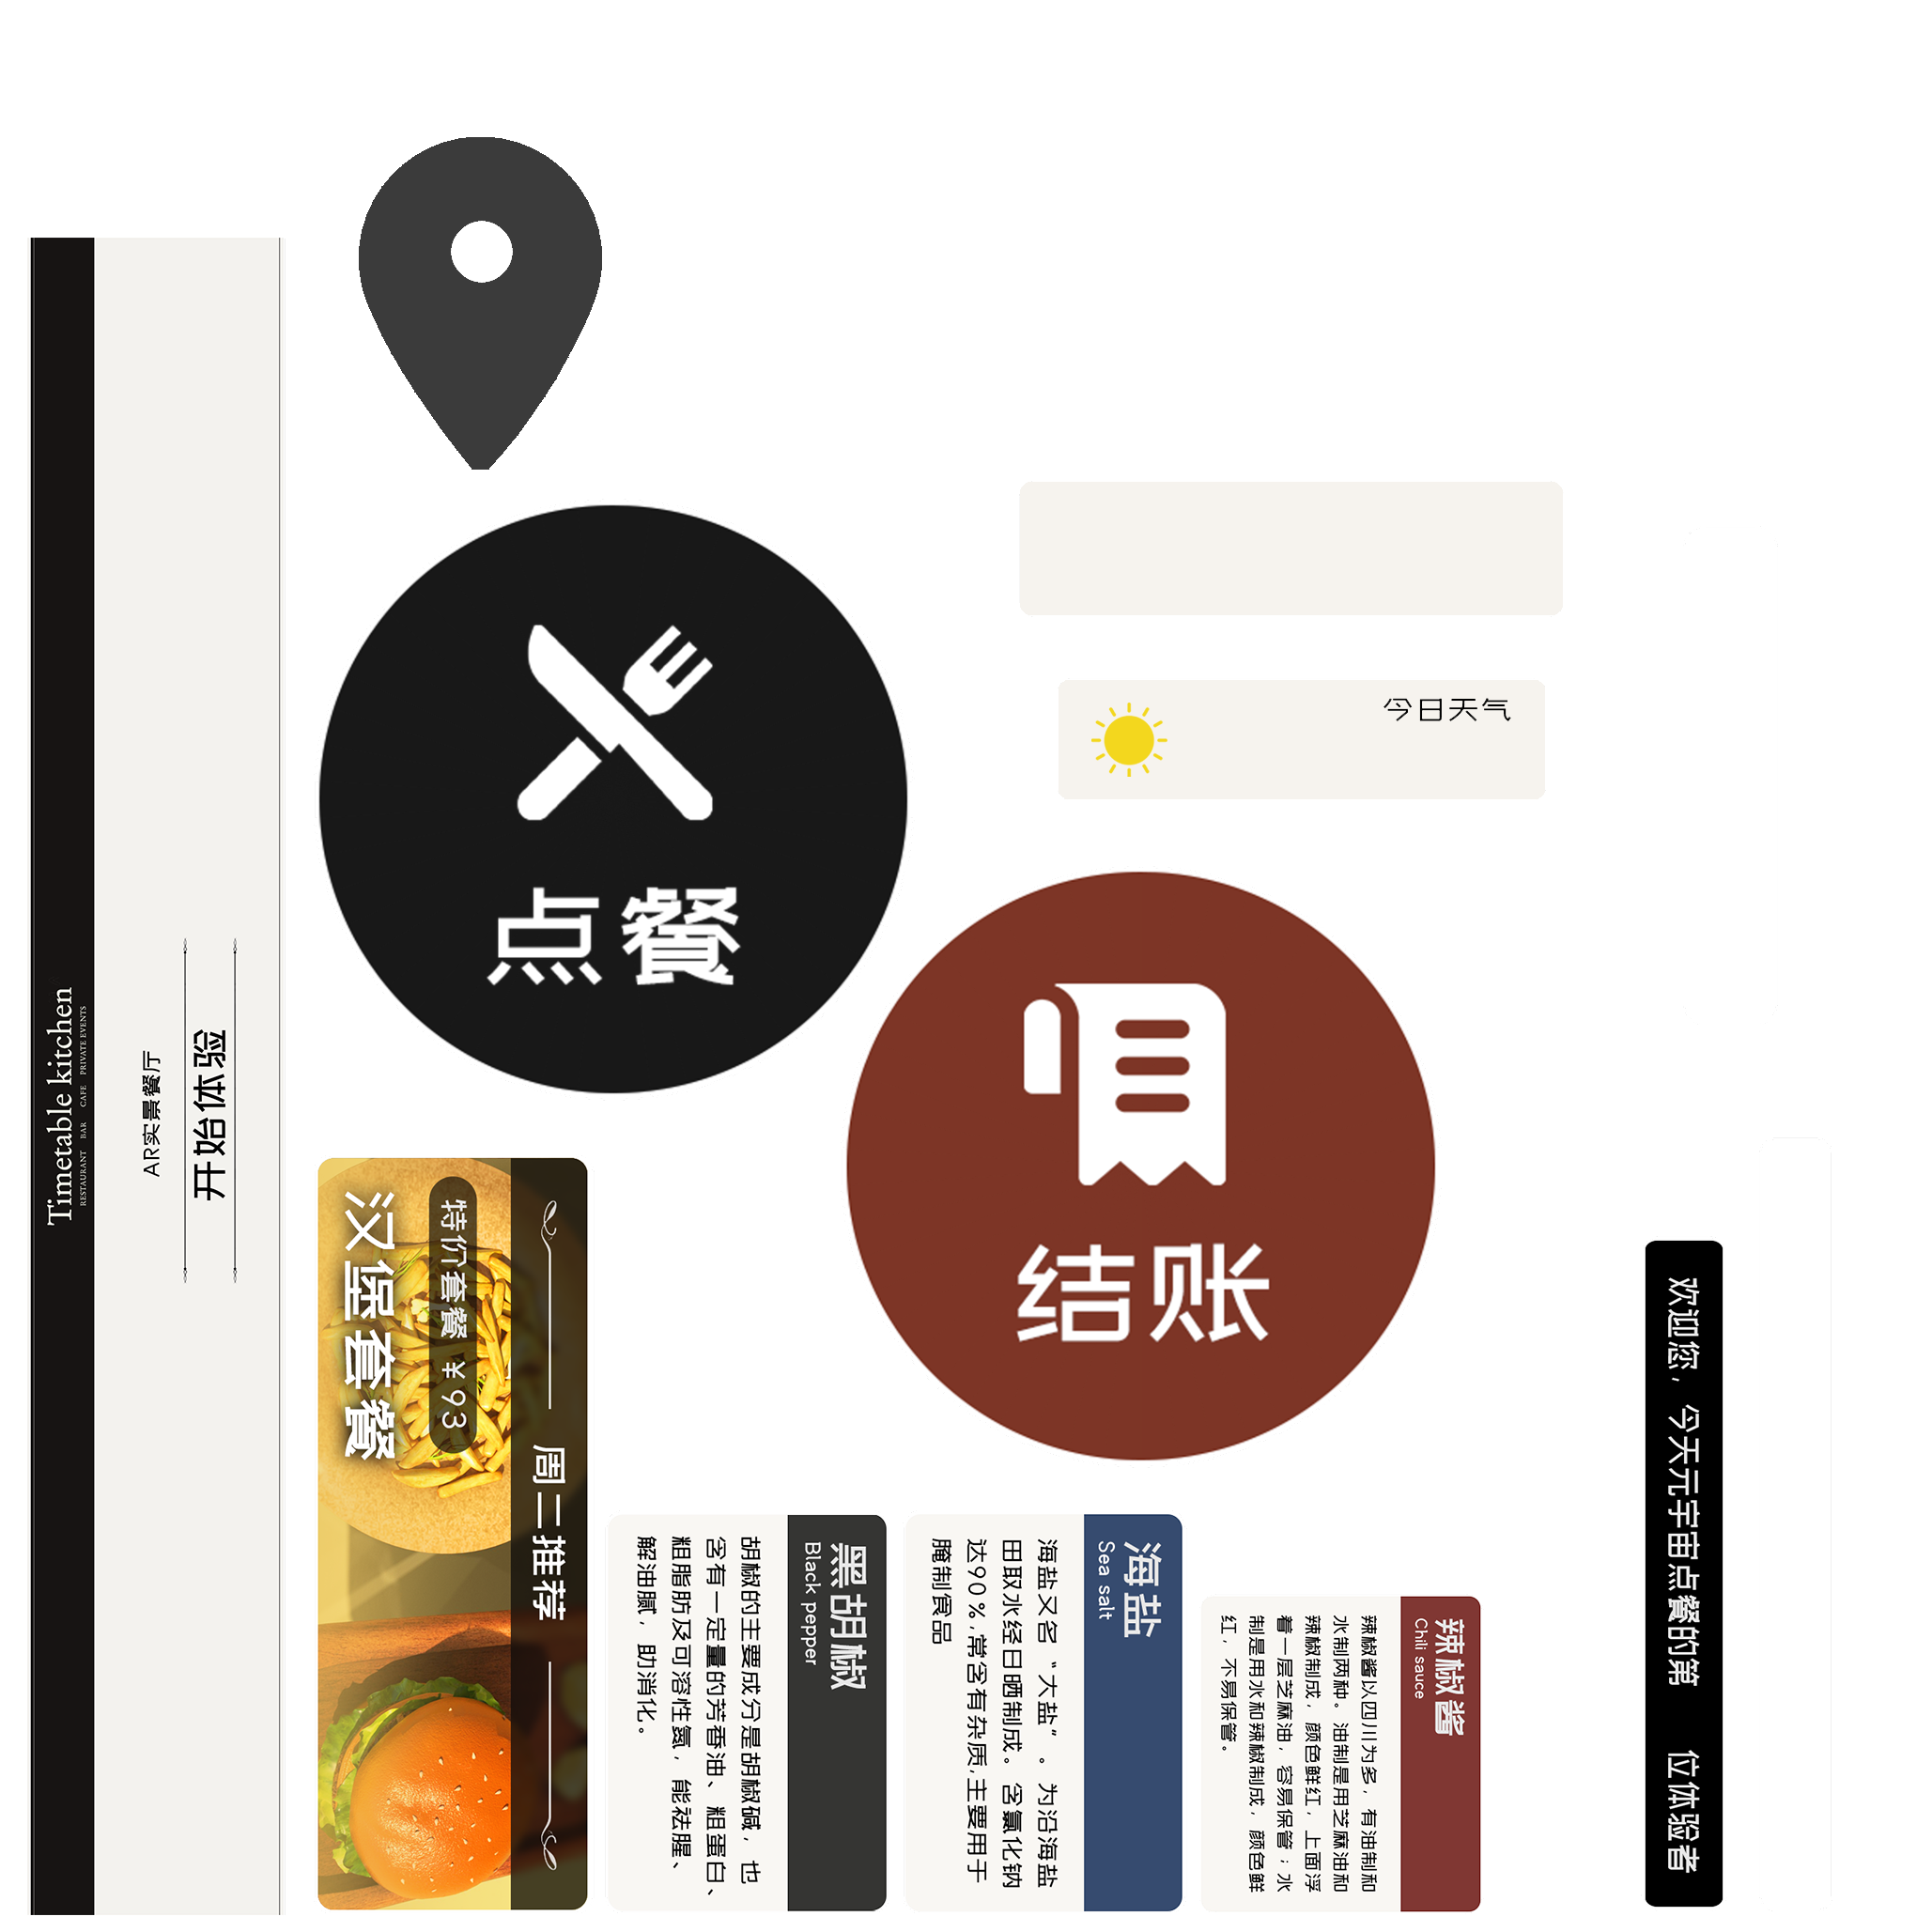 Timetable kitchen
RESTAURANT BAR CAFE PRIVATE EVENTS
AR实景餐厅
开始体验
点餐
今日天气
结账
周二推荐
特价套餐 ¥93
汉堡套餐
黑胡椒
Black pepper
胡椒的主要成分是胡椒碱，也
含有一定量的芳香油、粗蛋白、
粗脂肪及可溶性氮，能祛腥、
解油腻，助消化。
海盐
Sea salt
海盐又名“大盐”。为沿海盐
田取水经日晒制成。含氯化钠
达90%,常含有杂质,主要用于
腌制食品
辣椒酱
Chili sauce
辣椒酱以四川为多，有油制和
水制两种。油制是用芝麻油和
辣椒制成，颜色鲜红，上面浮
着一层芝麻油，容易保管；水
制是用水和辣椒制成，颜色鲜
红，不易保管。
欢迎您，今天元宇宙点餐的第 位体验者